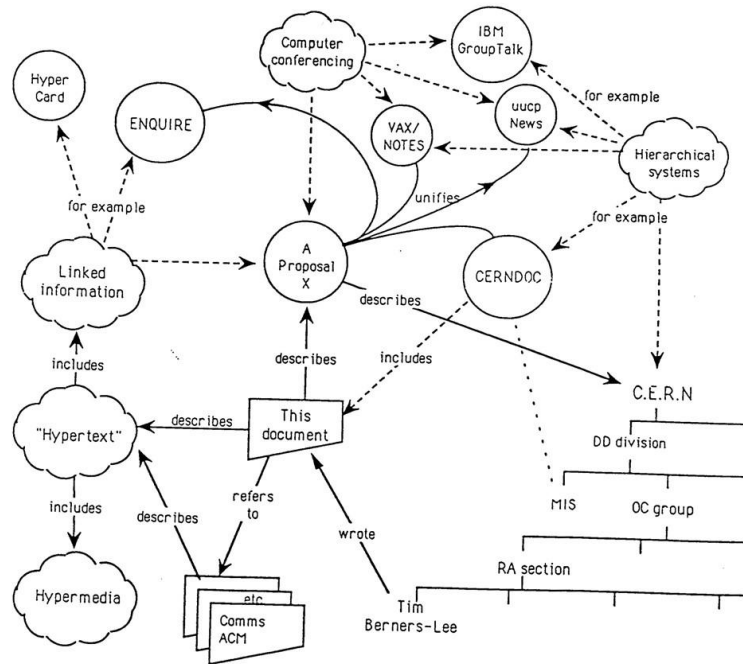 IBM
GroupTalk
Computer
conferencing
Hyper
Card
for example
uucp
News
ENQUIRE
VAX/
NOTES
Hierarchical
systems
unifies
for example
for example
A
Proposal
X
Linked
information
CERNDOC
describes
includes
describes
includes
C.E.R.N
This
document
describes
"Hypertext"
DD division
refers
to
MIS
OC group
includes
describes
wrote
RA section
Hypermedia
etc
Tim
Berners-Lee
Comms
ACM